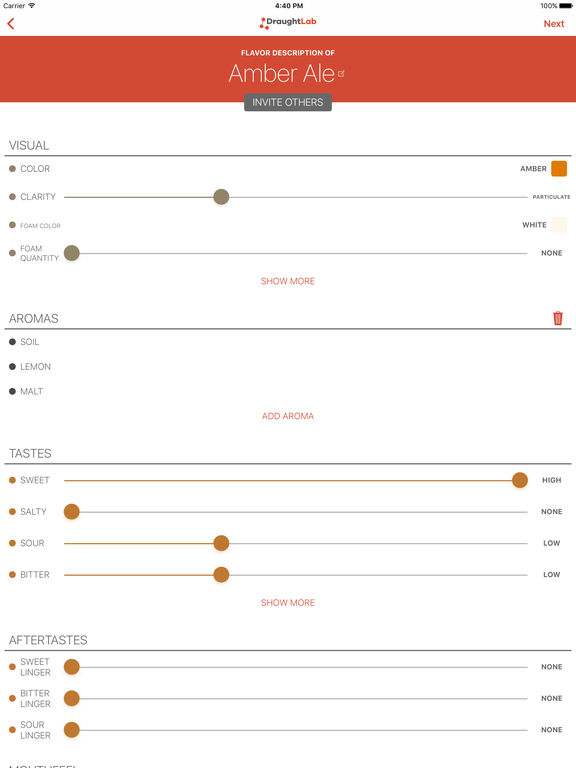 Carrier 4:40 PM 100%
DraughtLab Next
FLAVOR DESCRIPTION OF
Amber Ale
INVITE OTHERS
VISUAL
COLOR AMBER
CLARITY PARTICULATE
FOAM COLOR WHITE
FOAM
QUANTITY NONE
SHOW MORE
AROMAS
SOIL
LEMON
MALT
ADD AROMA
TASTES
SWEET HIGH
SALTY NONE
SOUR LOW
BITTER LOW
SHOW MORE
AFTERTASTES
SWEET
LINGER NONE
BITTER
LINGER NONE
SOUR
LINGER NONE